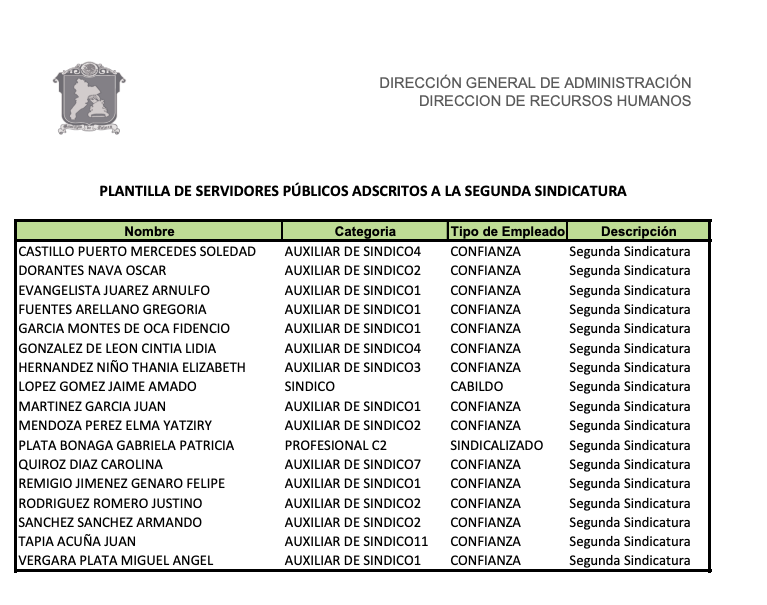 DIRECCIÓN GENERAL DE ADMINISTRACIÓN
DIRECCION DE RECURSOS HUMANOS
PLANTILLA DE SERVIDORES PÚBLICOS ADSCRITOS A LA SEGUNDA SINDICATURA
Nombre Categoria Tipo de Empleado Descripción
CASTILLO PUERTO MERCEDES SOLEDAD AUXILIAR DE SINDICO4 CONFIANZA Segunda Sindicatura
DORANTES NAVA OSCAR AUXILIAR DE SINDICO2 CONFIANZA Segunda Sindicatura
EVANGELISTA JUAREZ ARNULFO AUXILIAR DE SINDICO1 CONFIANZA Segunda Sindicatura
FUENTES ARELLANO GREGORIA AUXILIAR DE SINDICO1 CONFIANZA Segunda Sindicatura
GARCIA MONTES DE OCA FIDENCIO AUXILIAR DE SINDICO1 CONFIANZA Segunda Sindicatura
GONZALEZ DE LEON CINTIA LIDIA AUXILIAR DE SINDICO4 CONFIANZA Segunda Sindicatura
HERNANDEZ NIÑO THANIA ELIZABETH AUXILIAR DE SINDICO3 CONFIANZA Segunda Sindicatura
LOPEZ GOMEZ JAIME AMADO SINDICO CABILDO Segunda Sindicatura
MARTINEZ GARCIA JUAN AUXILIAR DE SINDICO1 CONFIANZA Segunda Sindicatura
MENDOZA PEREZ ELMA YATZIRY AUXILIAR DE SINDICO2 CONFIANZA Segunda Sindicatura
PLATA BONAGA GABRIELA PATRICIA PROFESIONAL C2 SINDICALIZADO Segunda Sindicatura
QUIROZ DIAZ CAROLINA AUXILIAR DE SINDICO7 CONFIANZA Segunda Sindicatura
REMIGIO JIMENEZ GENARO FELIPE AUXILIAR DE SINDICO1 CONFIANZA Segunda Sindicatura
RODRIGUEZ ROMERO JUSTINO AUXILIAR DE SINDICO2 CONFIANZA Segunda Sindicatura
SANCHEZ SANCHEZ ARMANDO AUXILIAR DE SINDICO2 CONFIANZA Segunda Sindicatura
TAPIA ACUÑA JUAN AUXILIAR DE SINDICO11 CONFIANZA Segunda Sindicatura
VERGARA PLATA MIGUEL ANGEL AUXILIAR DE SINDICO1 CONFIANZA Segunda Sindicatura